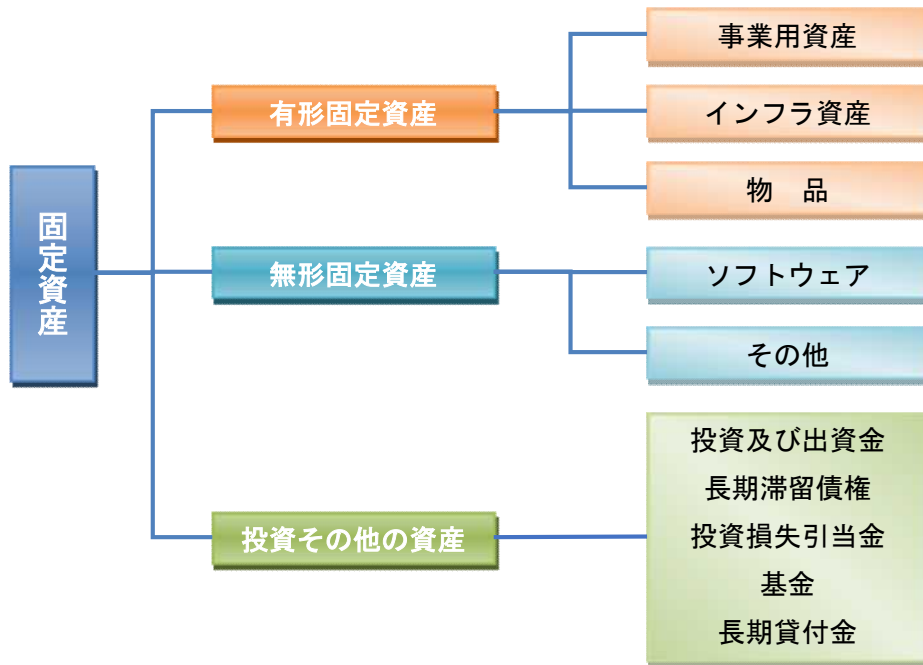 固定資産
有形固定資産
事業用資産
インフラ資産
物　品
無形固定資産
ソフトウェア
その他
投資その他の資産
投資及び出資金
長期滞留債権
投資損失引当金
基金
長期貸付金